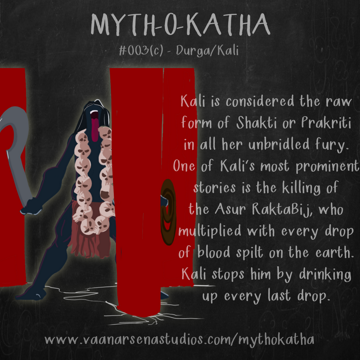 MYTH-O-KATHA
#003(c) - Durga/Kali
Kali is considered the raw
form of Shakti or Prakriti
in all her unbridled fury.
One of Kali's most prominent
stories is the killing of
the Asur RaktaBij, who
multiplied with every drop
of blood spilt on the earth.
Kali stops him by drinking
up every last drop.
www.vaanarsenastudios.com/mythokatha